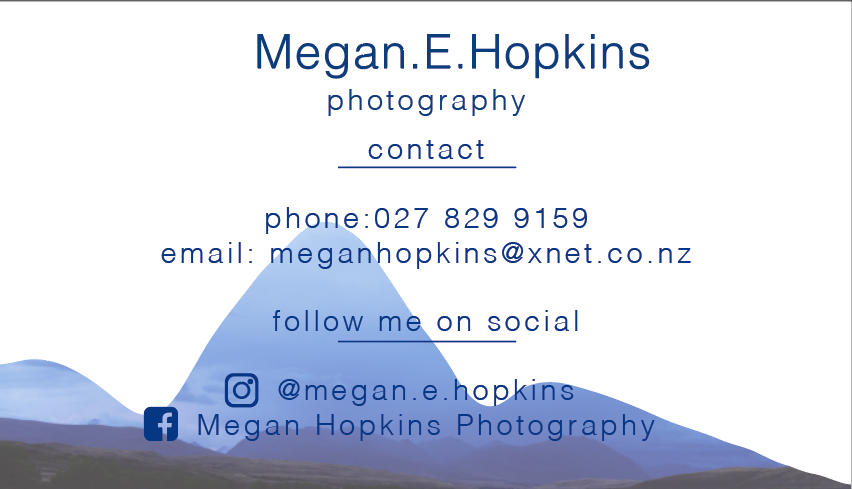 Megan.E.Hopkins
photography
contact
phone:027 829 9159
email: meganhopkins@xnet.co.nz
follow me on social
@megan.e.hopkins
Megan Hopkins Photography